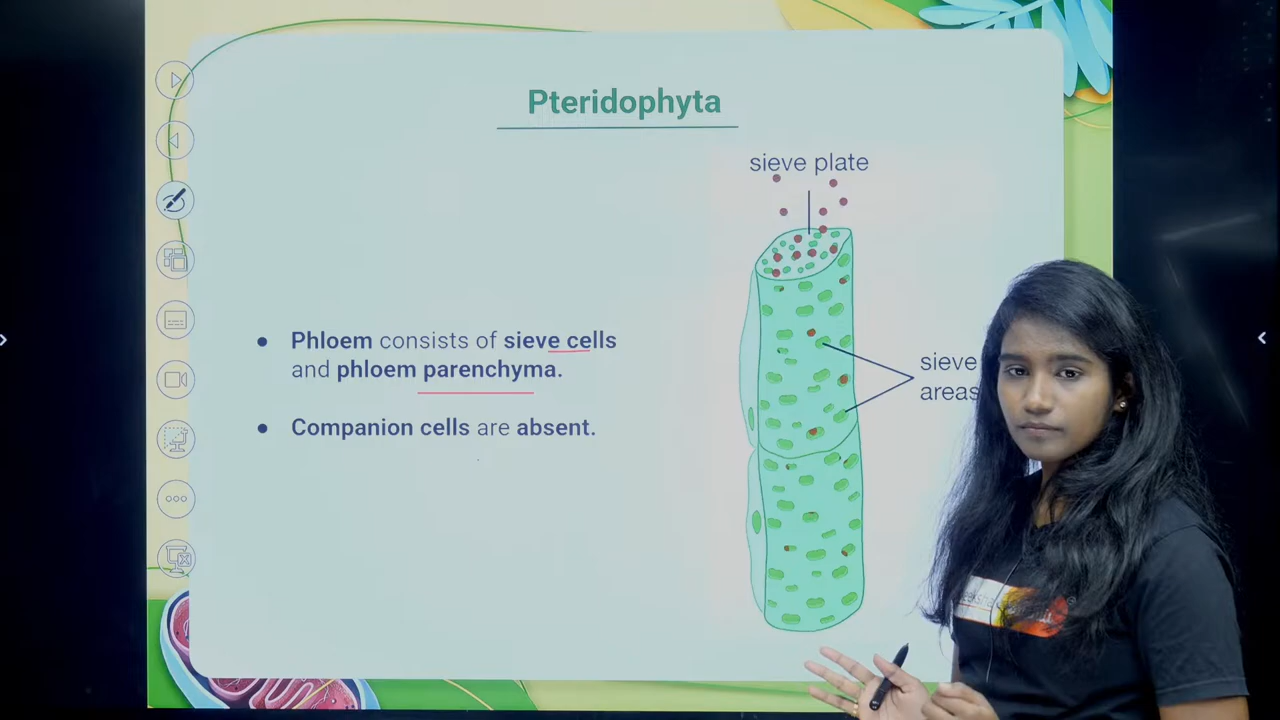 Pteridophyta
sieve plate
• Phloem consists of sieve cells
and phloem parenchyma.
• Companion cells are absent.
sieve
areas